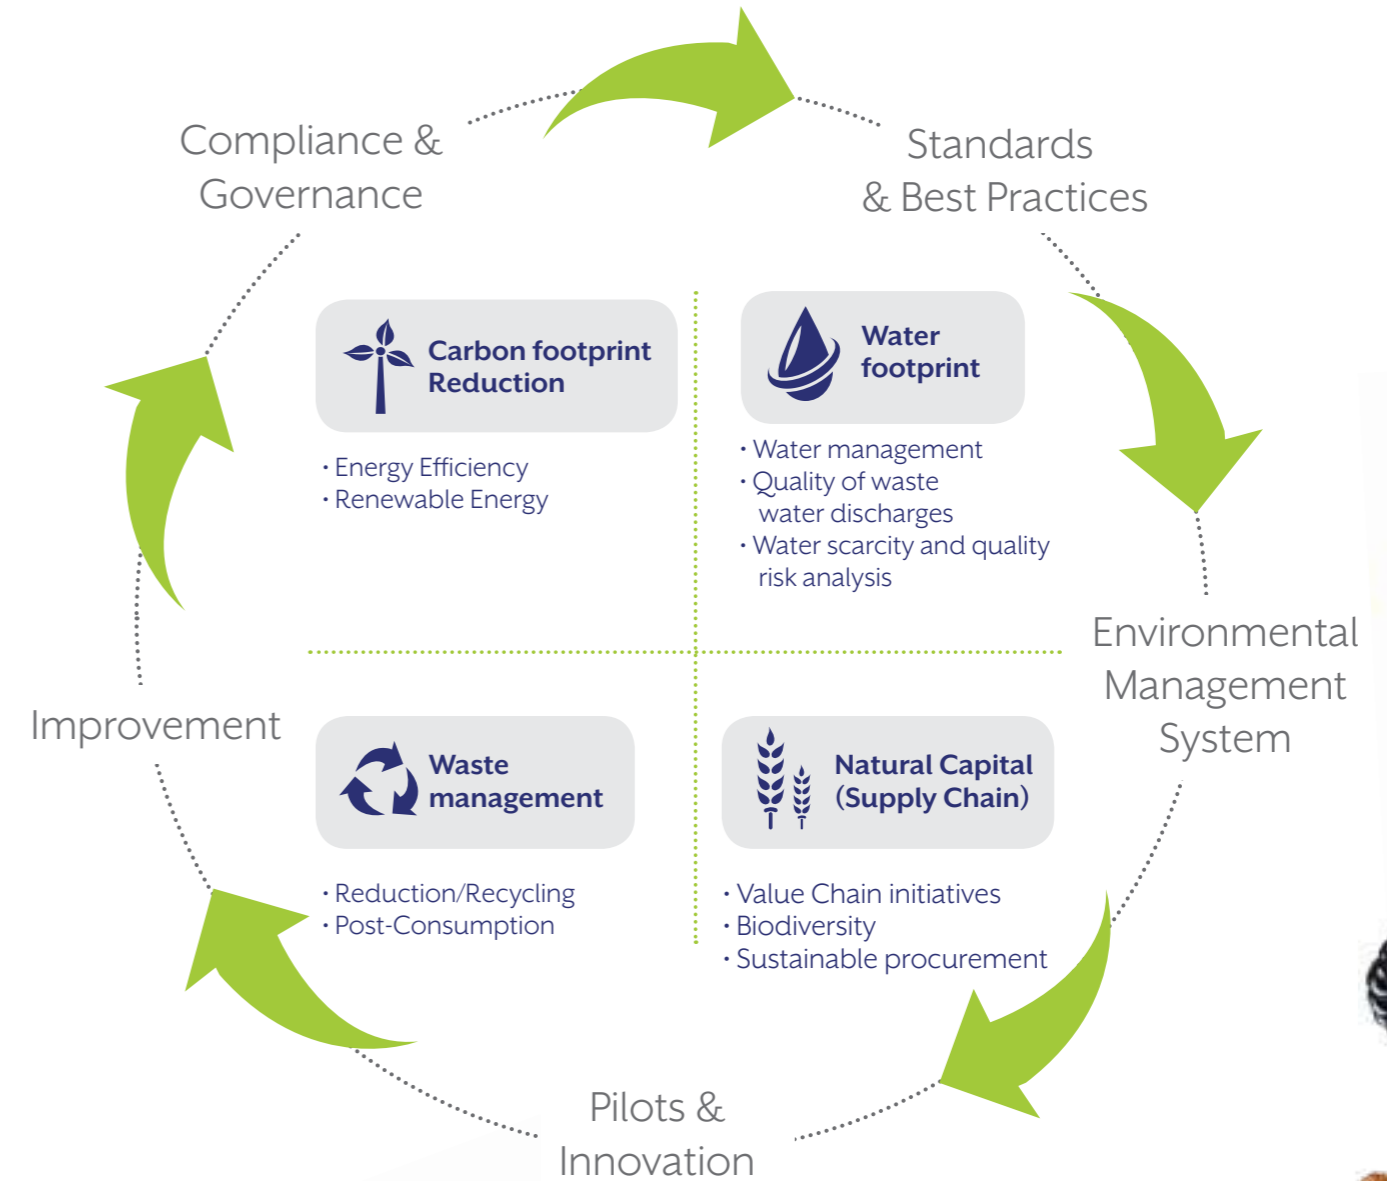 Compliance &
Governance
Standards
& Best Practices
Carbon footprint
Reduction
· Energy Efficiency
· Renewable Energy
Water
footprint
· Water management
· Quality of waste
water discharges
· Water scarcity and quality
risk analysis
Environmental
Management
System
Improvement
Waste
management
· Reduction/Recycling
· Post-Consumption
Natural Capital
(Supply Chain)
· Value Chain initiatives
· Biodiversity
· Sustainable procurement
Pilots &
Innovation